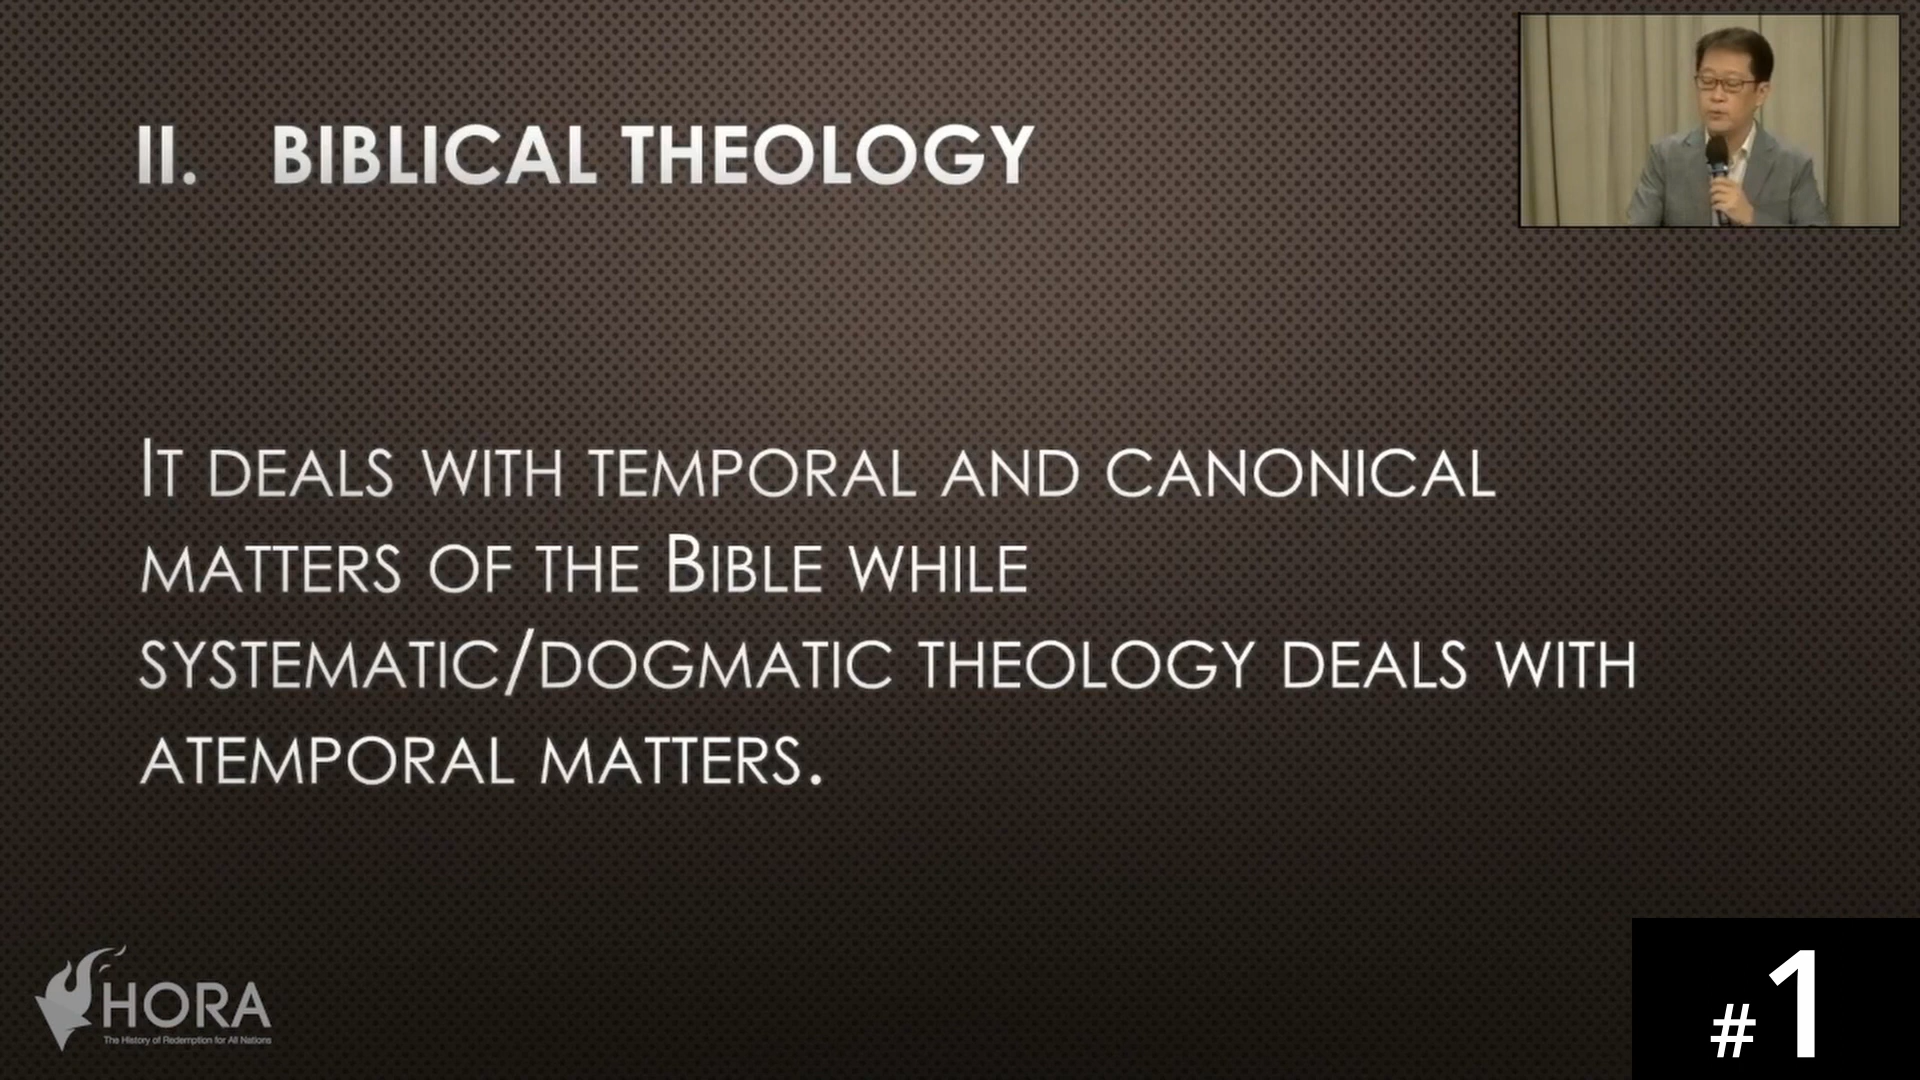 II. BIBLICAL THEOLOGY
IT DEALS WITH TEMPORAL AND CANONICAL
MATTERS OF THE BIBLE WHILE
SYSTEMATIC/DOGMATIC THEOLOGY DEALS WITH
ATEMPORAL MATTERS.
HORA
The History of Redemption for All Nations
#1